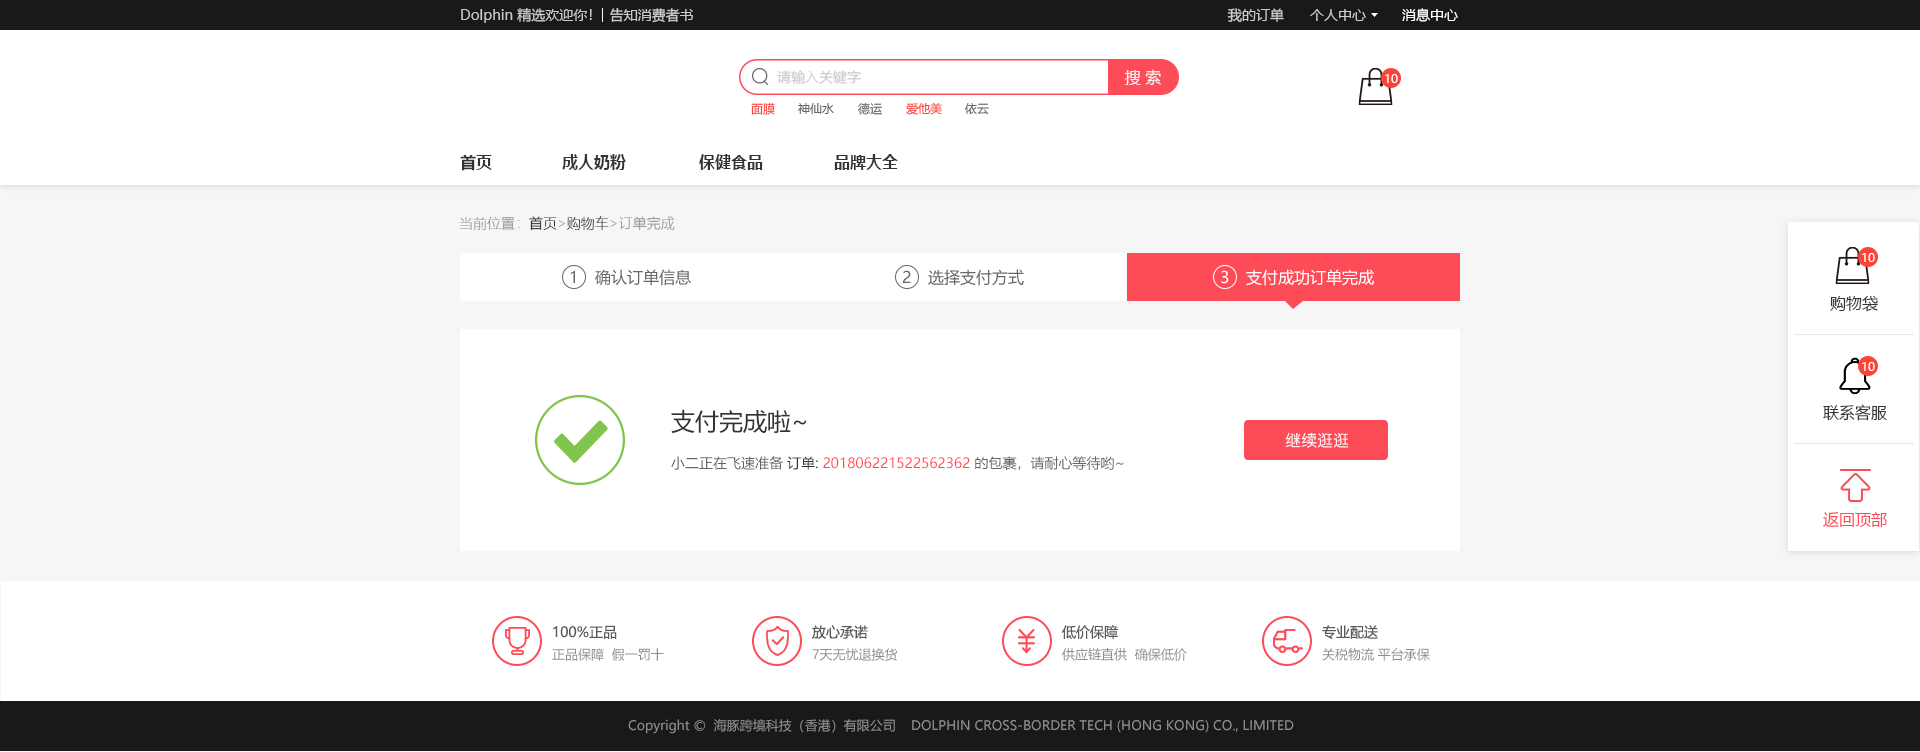 Dolphin 精选欢迎你！| 告知消费者书
我的订单 个人中心 消息中心
请输入关键字 搜 索
10
面膜 神仙水 德运 爱他美 依云
首页 成人奶粉 保健食品 品牌大全
当前位置：首页>购物车>订单完成
1 确认订单信息 2 选择支付方式 3 支付成功订单完成
支付完成啦~
小二正在飞速准备 订单: 201806221522562362 的包裹，请耐心等待哟~
继续逛逛
10
购物袋
10
联系客服
返回顶部
100%正品
正品保障 假一罚十
放心承诺
7天无忧退换货
低价保障
供应链直供 确保低价
专业配送
关税物流 平台承保
Copyright © 海豚跨境科技（香港）有限公司 DOLPHIN CROSS-BORDER TECH (HONG KONG) CO., LIMITED